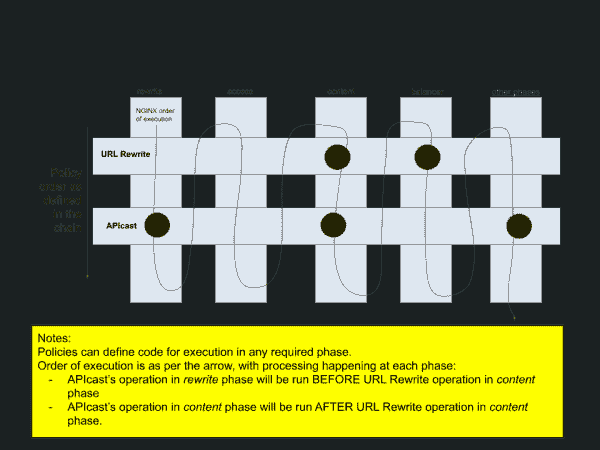 rewrite access content balancer other phases
NGINX order
of execution
URL Rewrite
Policy
order as
defined
in the
chain
APIcast
Notes:
Policies can define code for execution in any required phase.
Order of execution is as per the arrow, with processing happening at each phase:
- APIcast's operation in rewrite phase will be run BEFORE URL Rewrite operation in content
phase
- APIcast's operation in content phase will be run AFTER URL Rewrite operation in content
phase.